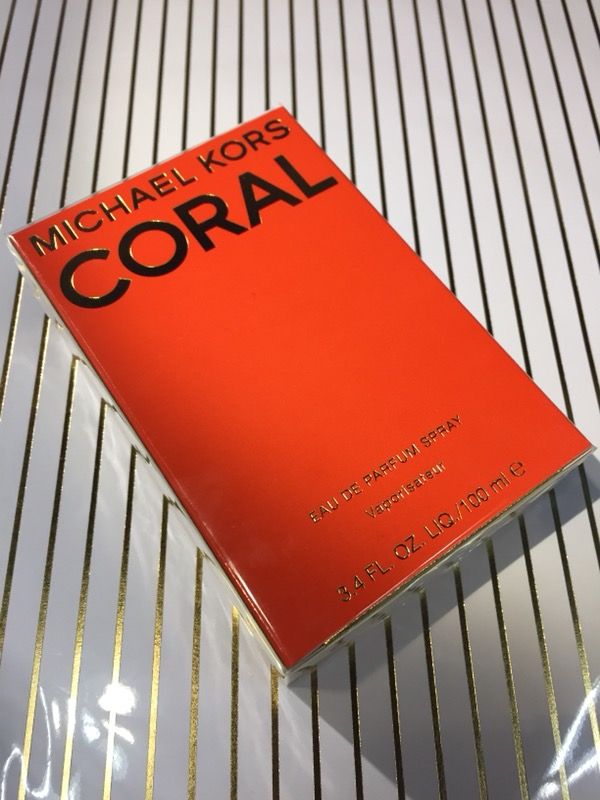 MICHAEL KORS
CORAL
EAU DE PARFUM SPRAY
Vaporisateur
3.4 FL. OZ. LIQ./100 ml ℮